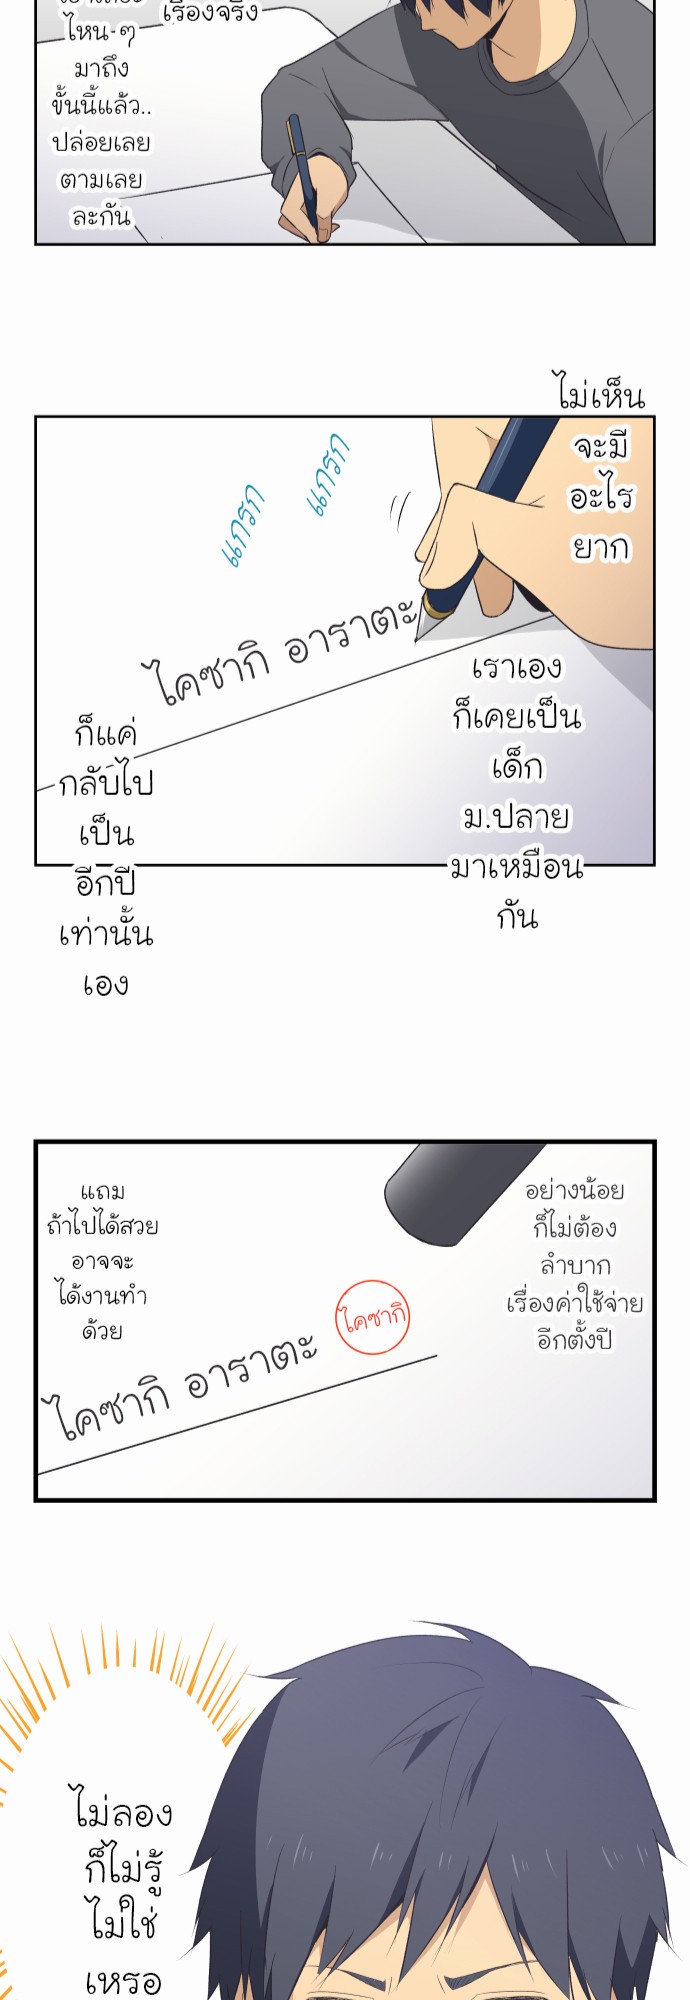 เรื่องจริง
ไหน ๆ
มาถึง
ขั้นนี้แล้ว..
ปล่อยเลย
ตามเลย
ละกัน
ไม่เห็น
จะมี
อะไร
ยาก
แกรก
แกรก
ไคซากิ อาราตะ
เราเอง
ก็เคยเป็น
เด็ก
ม.ปลาย
มาเหมือน
กัน
ก็แค่
กลับไป
เป็น
อีกปี
เท่านั้น
เอง
อย่างน้อย
ก็ไม่ต้อง
ลำบาก
เรื่องค่าใช้จ่าย
อีกตั้งปี
แถม
ถ้าไปได้สวย
อาจจะ
ได้งานทำ
ด้วย
ไคซากิ
ไคซากิ อาราตะ
ไม่ลอง
ก็ไม่รู้
ไม่ใช่
เหรอ